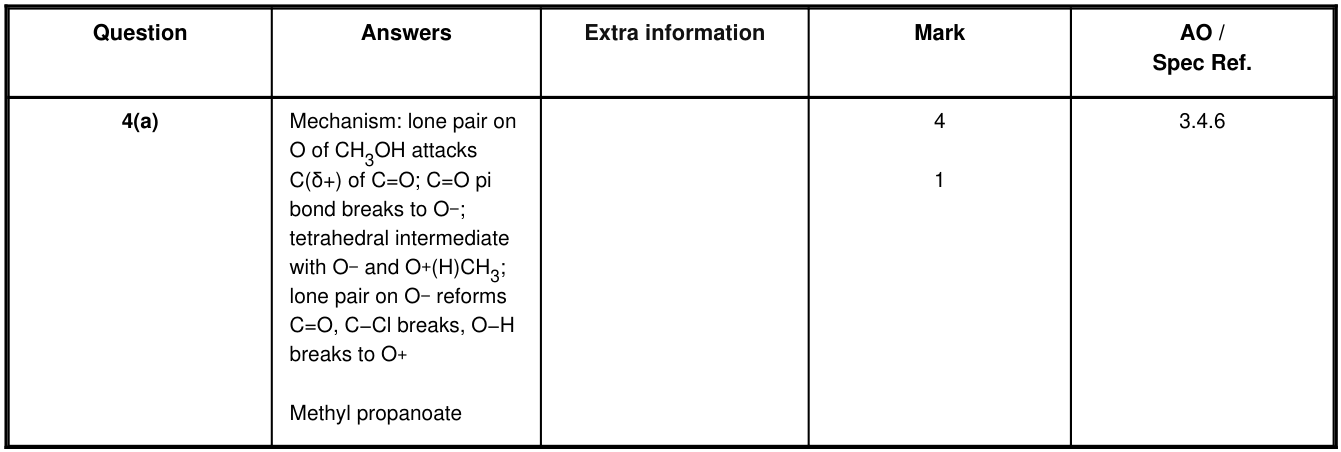 Question Answers Extra information Mark AO /
Spec Ref.
4(a) Mechanism: lone pair on 4 3.4.6
O of CH₃OH attacks
C(δ+) of C=O; C=O pi 1
bond breaks to O⁻;
tetrahedral intermediate
with O⁻ and O⁺(H)CH₃;
lone pair on O⁻ reforms
C=O, C–Cl breaks, O–H
breaks to O⁺
Methyl propanoate